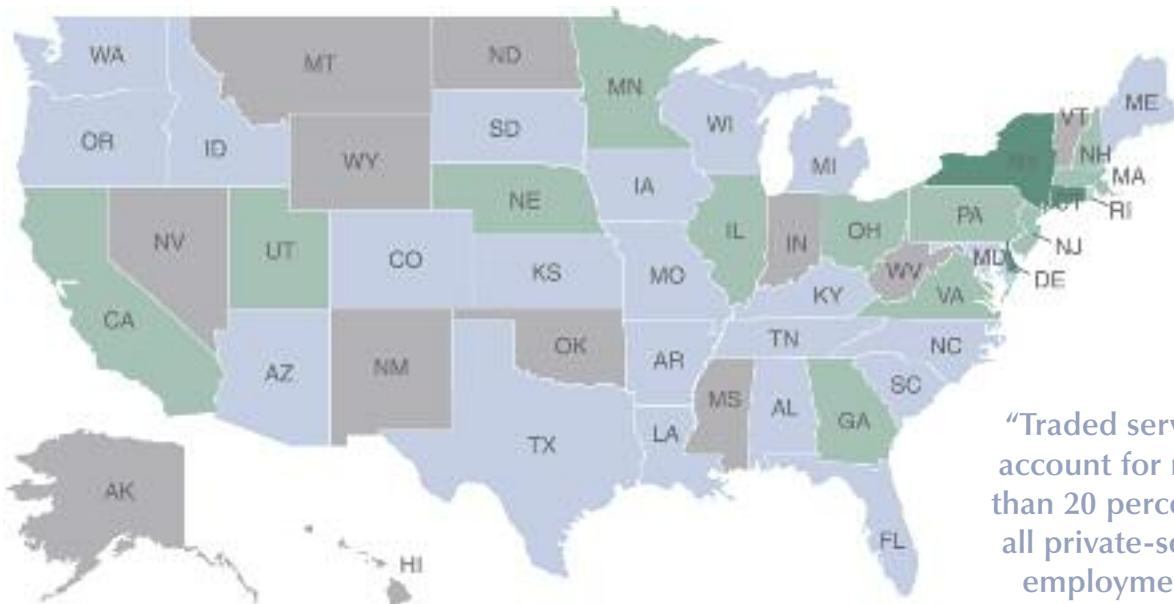 WA
MT
ND
MN
ME
VT
OR
ID
SD
WI
NH
WY
MI
MA
IA
RI
NE
PA
NV
UT
IL
IN
OH
NJ
CO
KS
MO
WV
MD
DE
KY
VA
CA
TN
NC
OK
AR
AZ
NM
SC
MS
AL
GA
TX
LA
AK
FL
HI
“Traded serv
account for
than 20 perce
all private-se
employme